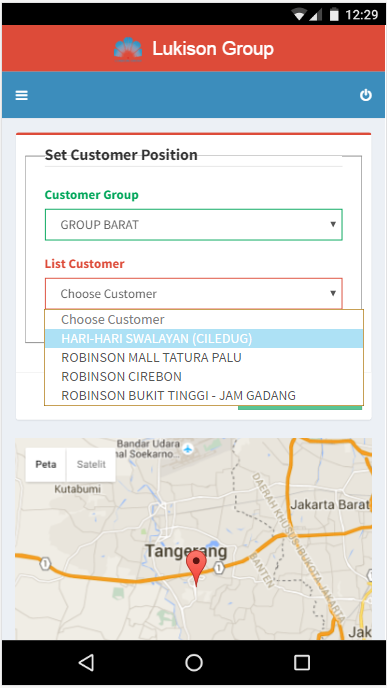 12:29
Lukison Group
Set Customer Position
Customer Group
GROUP BARAT
List Customer
Choose Customer
Choose Customer
HARI-HARI SWALAYAN (CILEDUG)
ROBINSON MALL TATURA PALU
ROBINSON CIREBON
ROBINSON BUKIT TINGGI - JAM GADANG
Bandar Udara
nal Soekarno...
Peta
Satelit
Kutabumi
Jakarta Barat
DAERAH KHUSUS IBUKOTA JAKARTA
BANTEN
Tangerang
1
1
Jak